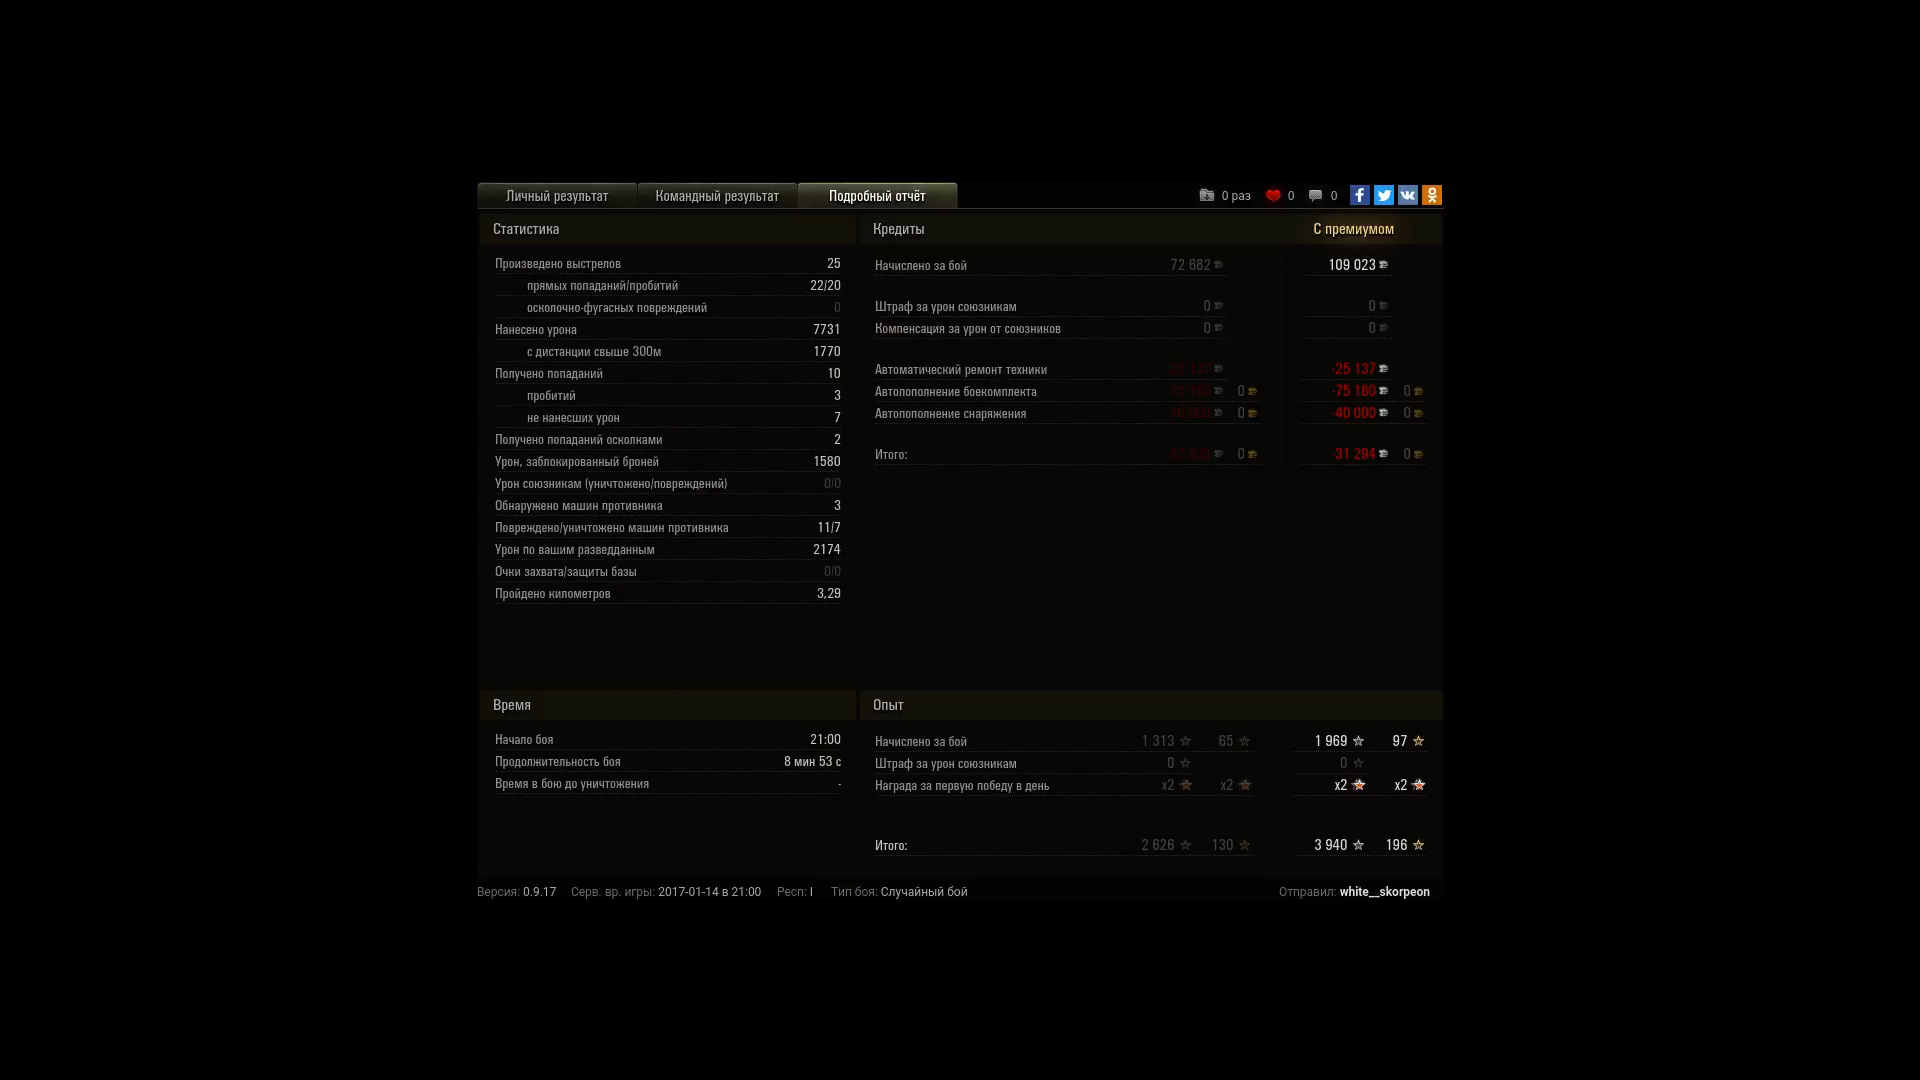 Личный результат Командный результат Подробный отчёт 0 раз 0 0
Статистика
Произведено выстрелов 25
прямых попаданий/пробитий 22/20
осколочно-фугасных повреждений 0
Нанесено урона 7731
с дистанции свыше 300м 1770
Получено попаданий 10
пробитий 3
не нанесших урон 7
Получено попаданий осколками 2
Урон, заблокированный броней 1580
Урон союзникам (уничтожено/повреждений) 0/0
Обнаружено машин противника 3
Повреждено/уничтожено машин противника 11/7
Урон по вашим разведданным 2174
Очки захвата/защиты базы 0/0
Пройдено километров 3,29
Кредиты С премиумом
Начислено за бой 72 682 109 023
Штраф за урон союзникам 0 0
Компенсация за урон от союзников 0 0
Автоматический ремонт техники -25 137 -25 137
Автопополнение боекомплекта 0 -75 180 0
Автопополнение снаряжения 0 -40 000 0
Итого: 0 -31 294 0
Время
Начало боя 21:00
Продолжительность боя 8 мин 53 с
Время в бою до уничтожения -
Опыт
Начислено за бой 1 313 65 1 969 97
Штраф за урон союзникам 0 0
Награда за первую победу в день x2 x2 x2 x2
Итого: 2 626 130 3 940 196
Версия: 0.9.17 Серв. вр. игры: 2017-01-14 в 21:00 Респ: I Тип боя: Случайный бой Отправил: white__skorpeon